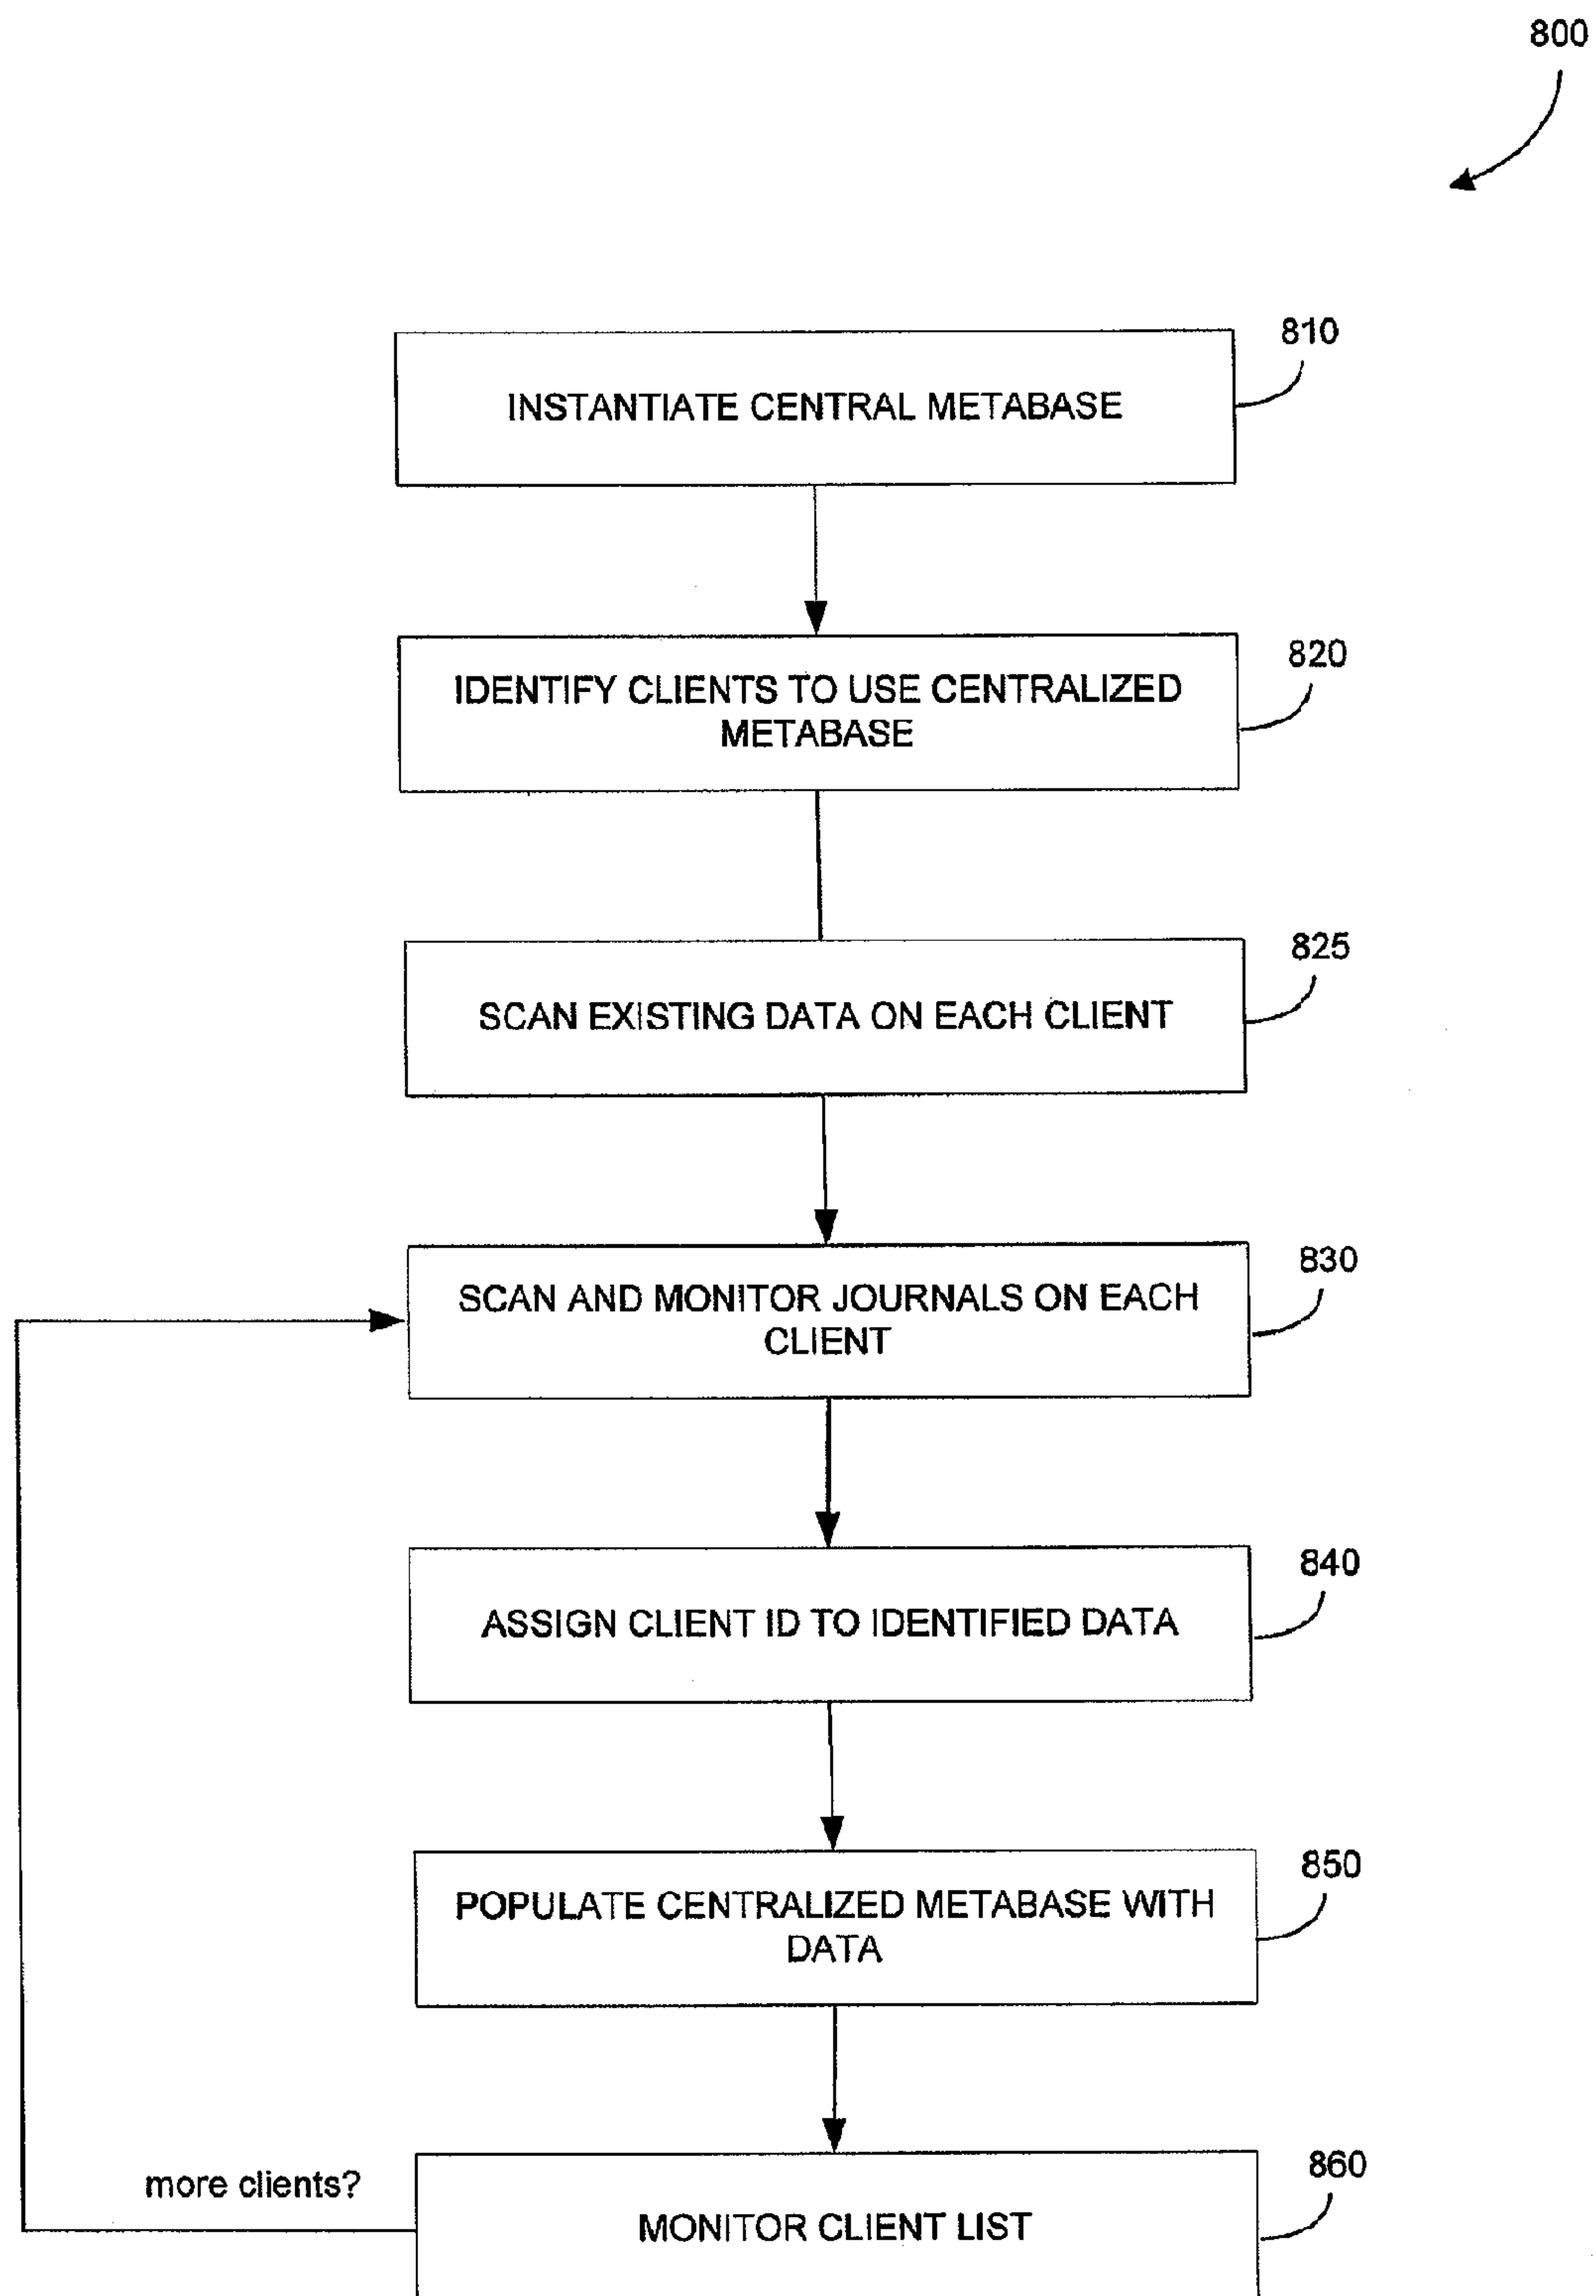 800
810
INSTANTIATE CENTRAL METABASE
820
IDENTIFY CLIENTS TO USE CENTRALIZED
METABASE
825
SCAN EXISTING DATA ON EACH CLIENT
830
SCAN AND MONITOR JOURNALS ON EACH
CLIENT
840
ASSIGN CLIENT ID TO IDENTIFIED DATA
850
POPULATE CENTRALIZED METABASE WITH
DATA
860
more clients?
MONITOR CLIENT LIST